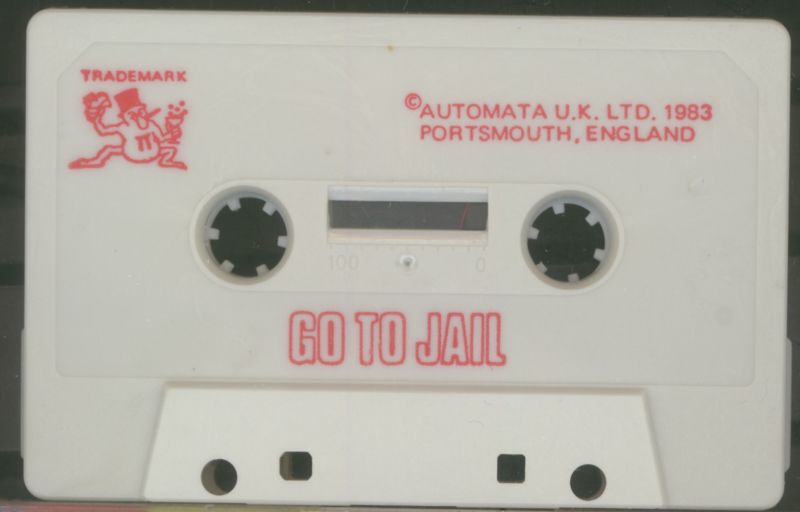 TRADEMARK
π
©AUTOMATA U.K. LTD. 1983
PORTSMOUTH, ENGLAND
100 0
GO TO JAIL